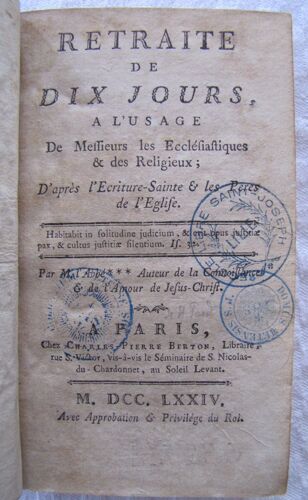 RETRAITE
DE
DIX JOURS,
A L'USAGE
De Messieurs les Ecclésiastiques
& des Religieux ;
D'après l'Ecriture-Sainte & les Peres
de l'Eglise.
Habitabit in solitudine judicium, & erit opus justitiæ
pax, & cultus justitiæ silentium. Is. 32.
Par M. l'Abbé *** Auteur de la Connoissance
& de l'Amour de Jesus-Christ.
A PARIS,
Chez CHARLES-PIERRE BERTON, Libraire,
rue S. Victor, vis-à-vis le Séminaire de S. Nicolas-
du-Chardonnet, au Soleil Levant.
M. DCC. LXXIV.
Avec Approbation & Privilége du Roi.
SAINT JOSEPH
LILLE
S.J.